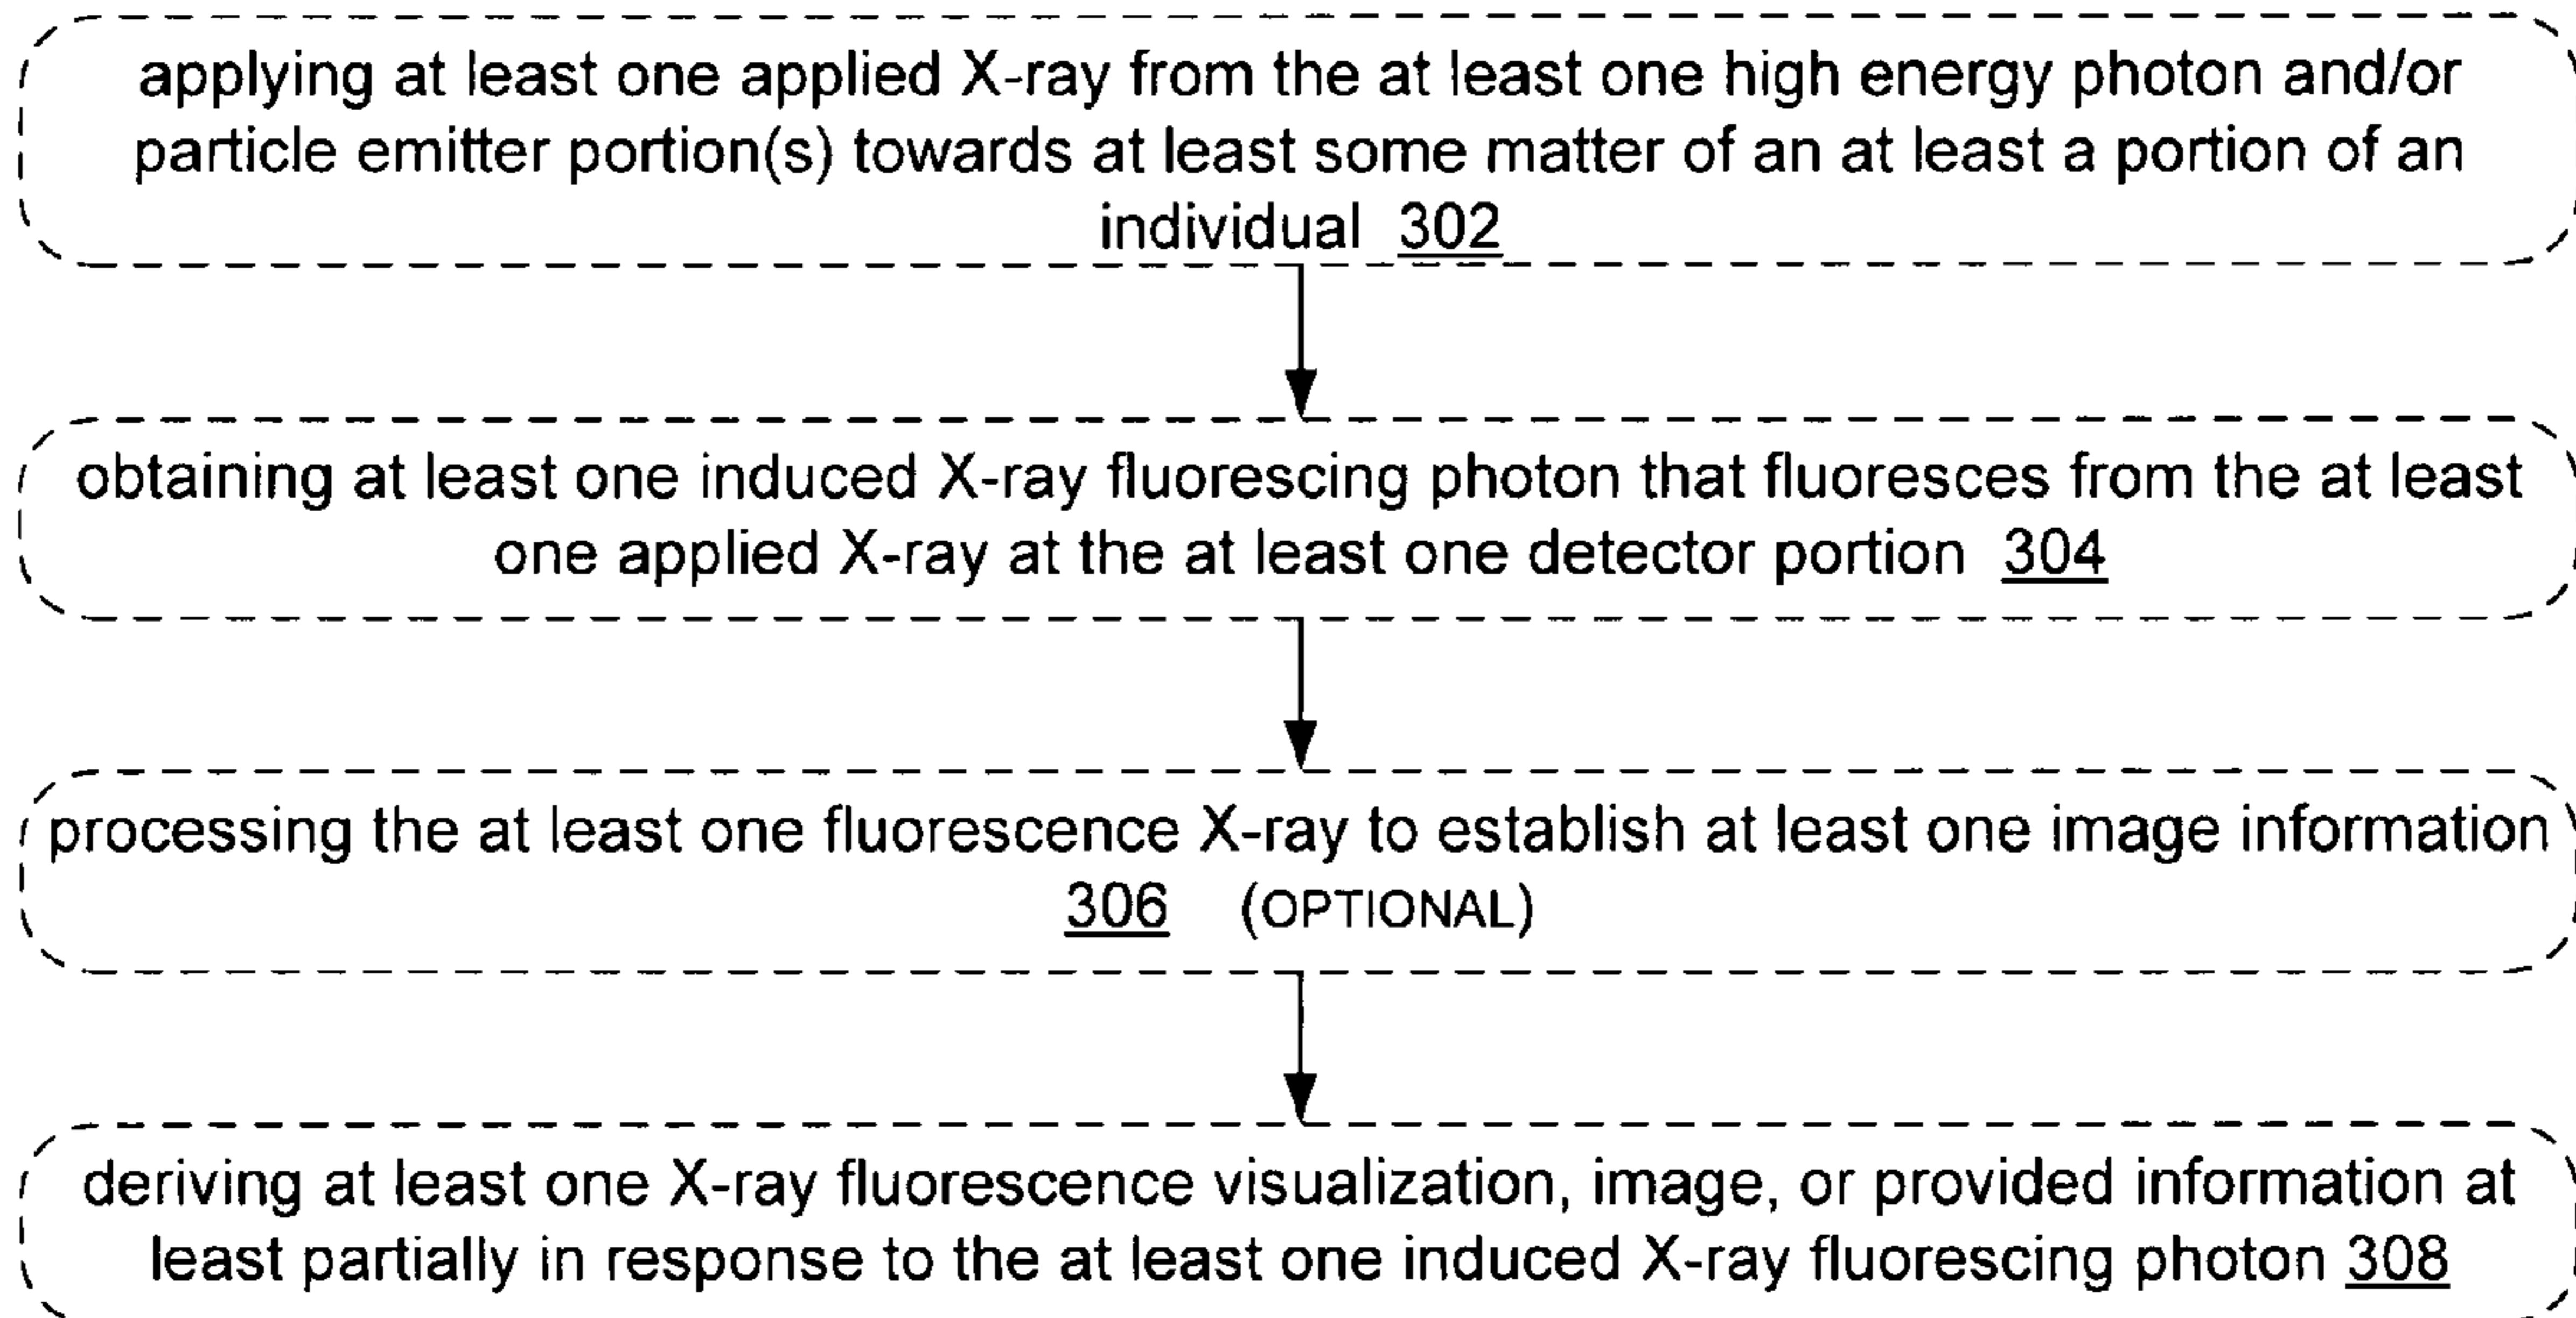 applying at least one applied X-ray from the at least one high energy photon and/or
particle emitter portion(s) towards at least some matter of an at least a portion of an
individual 302
obtaining at least one induced X-ray fluorescing photon that fluoresces from the at least
one applied X-ray at the at least one detector portion 304
processing the at least one fluorescence X-ray to establish at least one image information
306 (OPTIONAL)
deriving at least one X-ray fluorescence visualization, image, or provided information at
least partially in response to the at least one induced X-ray fluorescing photon 308